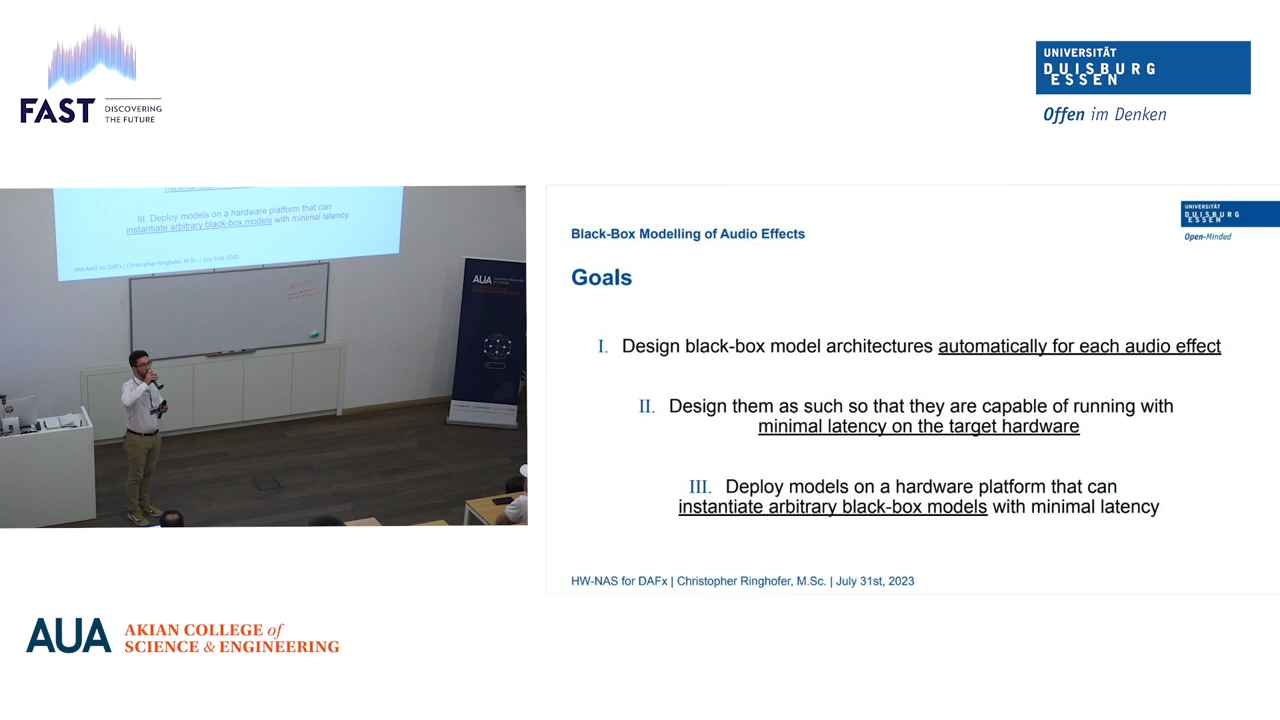 FAST
DISCOVERING
THE FUTURE
UNIVERSITÄT
DUISBURG
ESSEN
Offen im Denken
III. Deploy models on a hardware platform that can
instantiate arbitrary black-box models with minimal latency
HW-NAS for DAFx | Christopher Ringhofer, M.Sc. | July 31st, 2023
AUA
UNIVERSITÄT
DUISBURG
ESSEN
Open-Minded
Black-Box Modelling of Audio Effects
Goals
I. Design black-box model architectures automatically for each audio effect
II. Design them as such so that they are capable of running with
minimal latency on the target hardware
III. Deploy models on a hardware platform that can
instantiate arbitrary black-box models with minimal latency
HW-NAS for DAFx | Christopher Ringhofer, M.Sc. | July 31st, 2023
AUA AKIAN COLLEGE of
SCIENCE & ENGINEERING